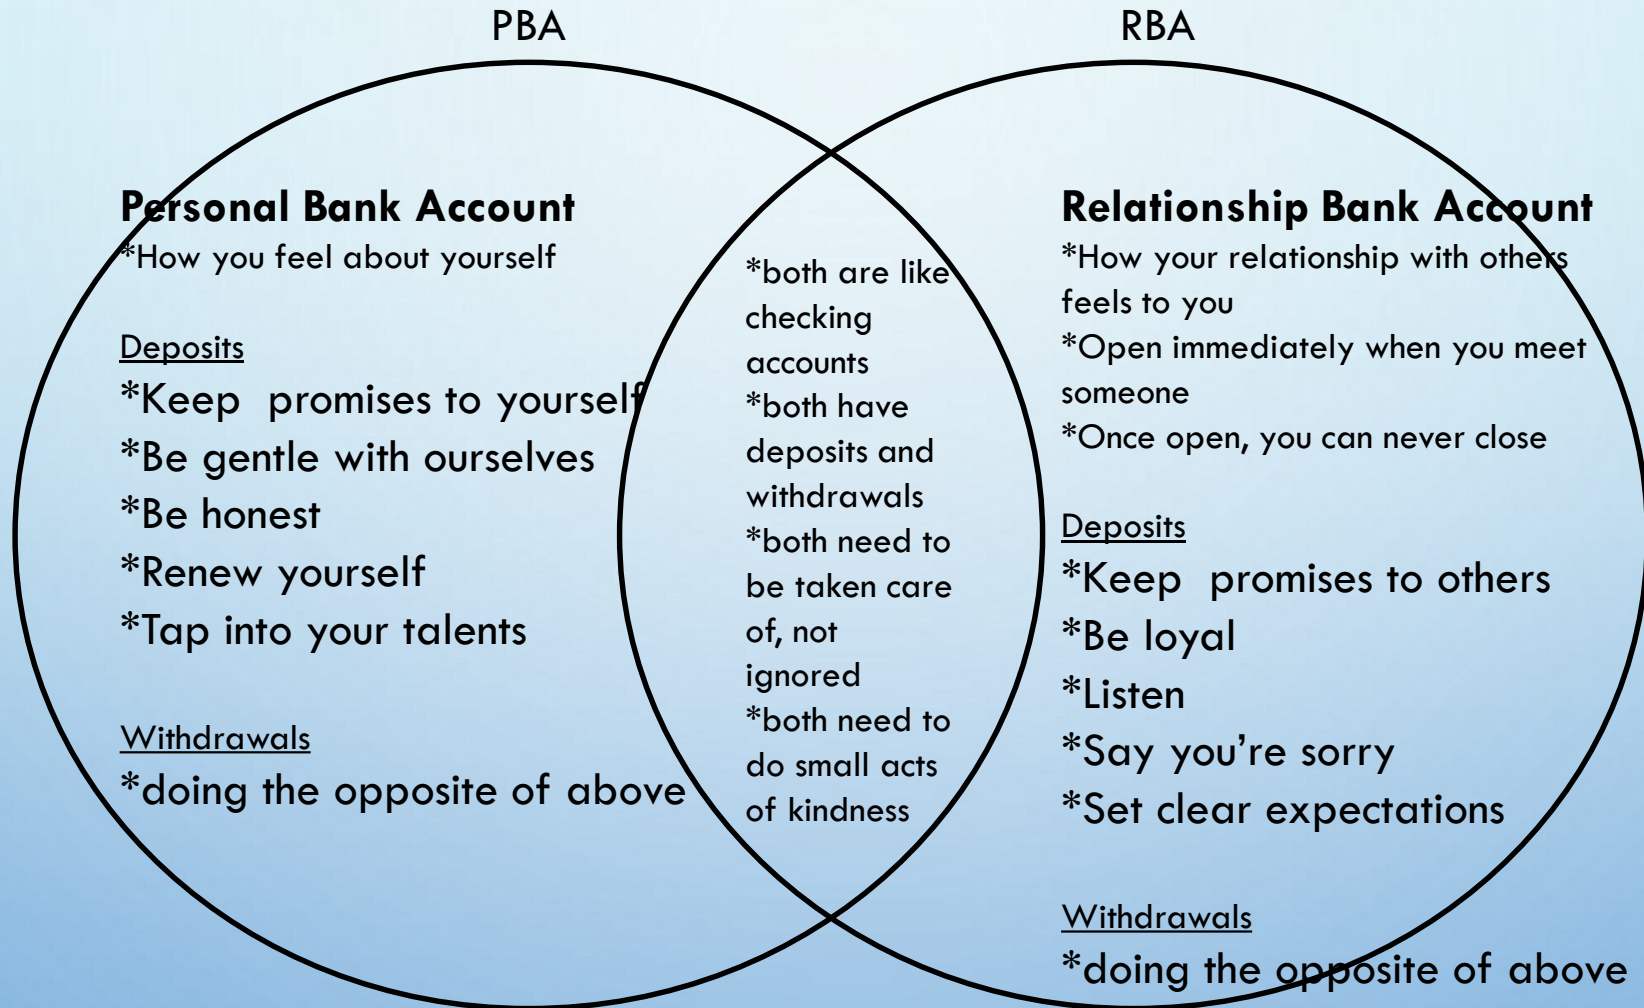 PBA
RBA
Personal Bank Account
*How you feel about yourself
Deposits
*Keep  promises to yourself
*Be gentle with ourselves
*Be honest
*Renew yourself
*Tap into your talents
Withdrawals
*doing the opposite of above
*both are like
checking
accounts
*both have
deposits and
withdrawals
*both need to
be taken care
of, not
ignored
*both need to
do small acts
of kindness
Relationship Bank Account
*How your relationship with others
feels to you
*Open immediately when you meet
someone
*Once open, you can never close
Deposits
*Keep  promises to others
*Be loyal
*Listen
*Say you’re sorry
*Set clear expectations
Withdrawals
*doing the opposite of above